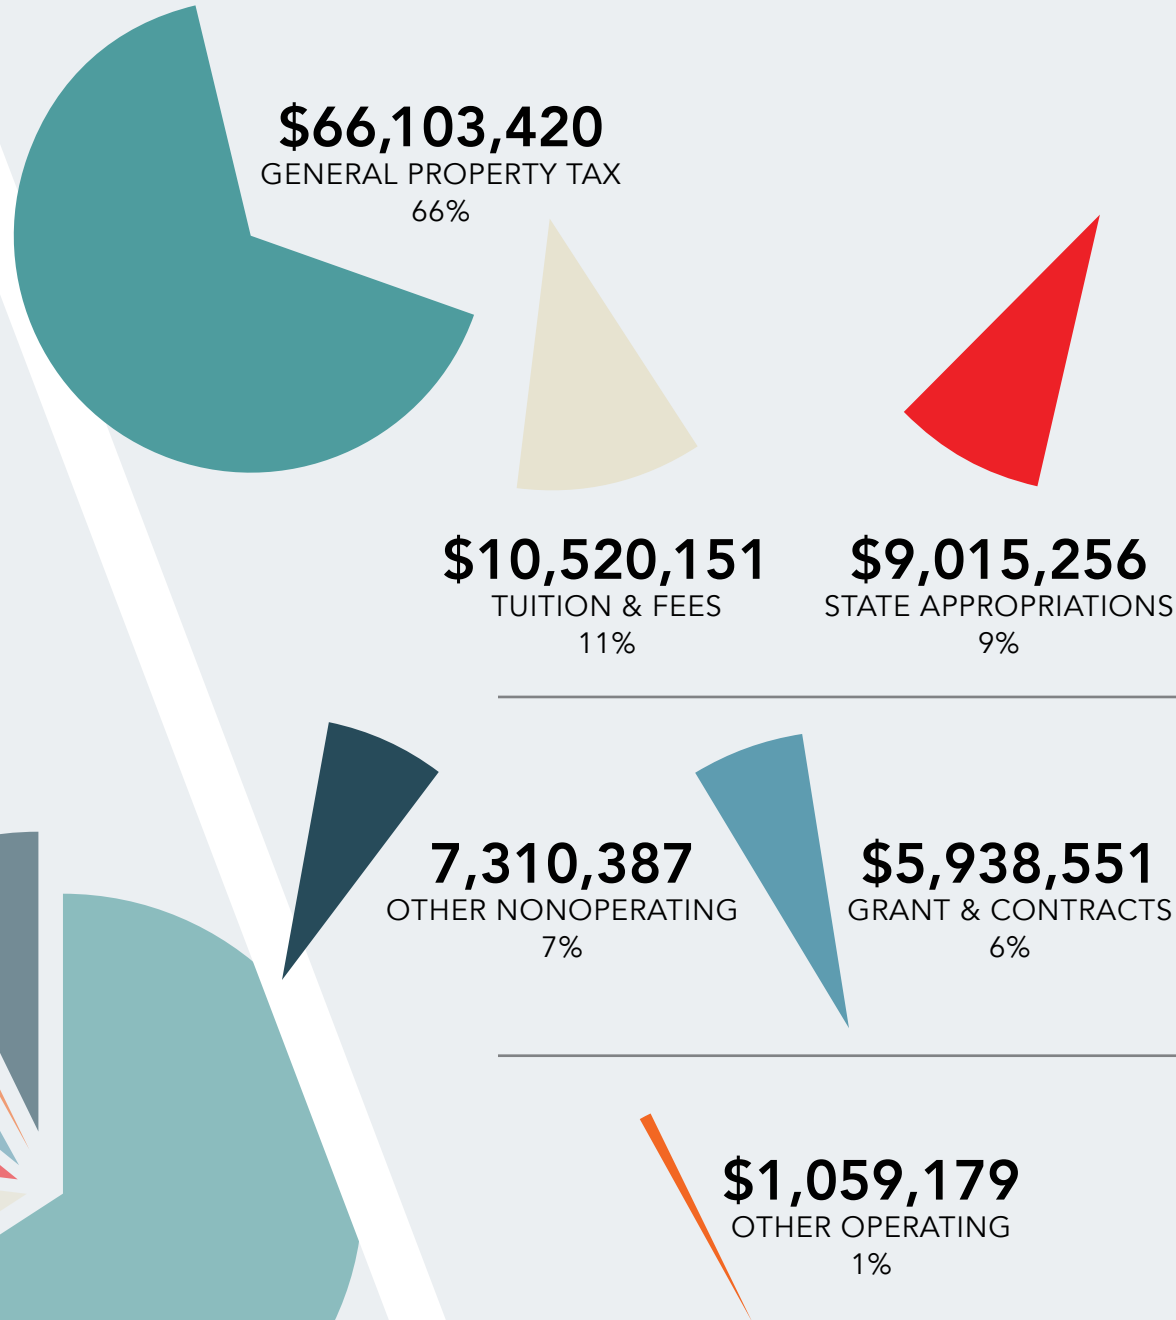 $66,103,420
GENERAL PROPERTY TAX
66%
$10,520,151
TUITION & FEES
11%
$9,015,256
STATE APPROPRIATIONS
9%
7,310,387
OTHER NONOPERATING
7%
$5,938,551
GRANT & CONTRACTS
6%
$1,059,179
OTHER OPERATING
1%